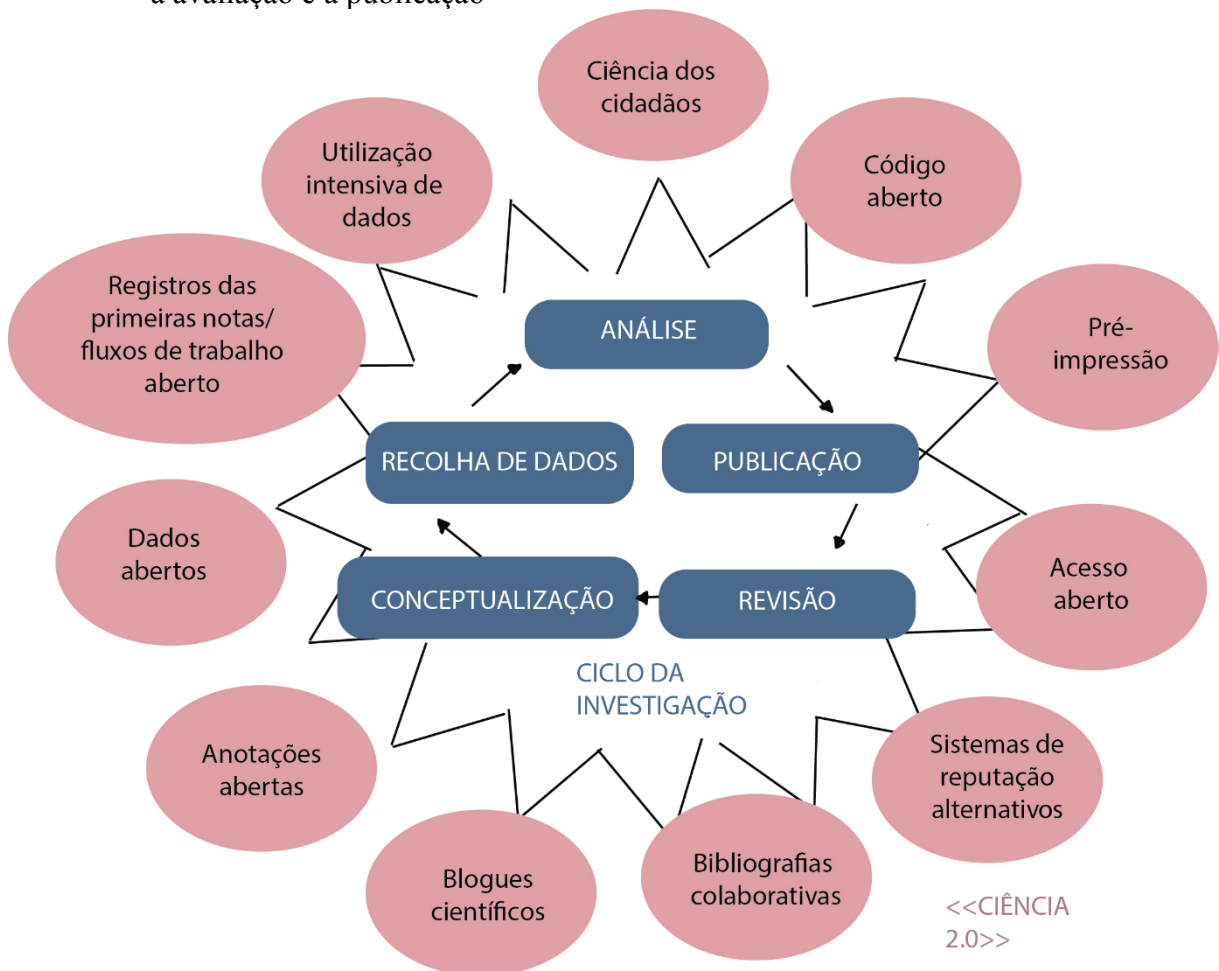 a avaliação e a publicação
Ciência dos
cidadãos
Utilização
intensiva de
dados
Código
aberto
Registros das
primeiras notas/
fluxos de trabalho
aberto
ANÁLISE
Pré-
impressão
RECOLHA DE DADOS
PUBLICAÇÃO
Dados
abertos
CONCEPTUALIZAÇÃO
REVISÃO
Acesso
aberto
CICLO DA
INVESTIGAÇÃO
Anotações
abertas
Sistemas de
reputação
alternativos
Blogues
científicos
Bibliografias
colaborativas
<<CIÊNCIA
2.0>>